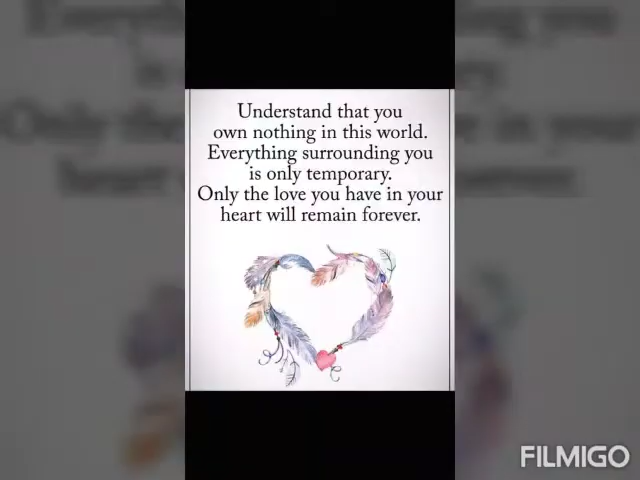 Understand that you
own nothing in this world.
Everything surrounding you
is only temporary.
Only the love you have in your
heart will remain forever.
FILMIGO